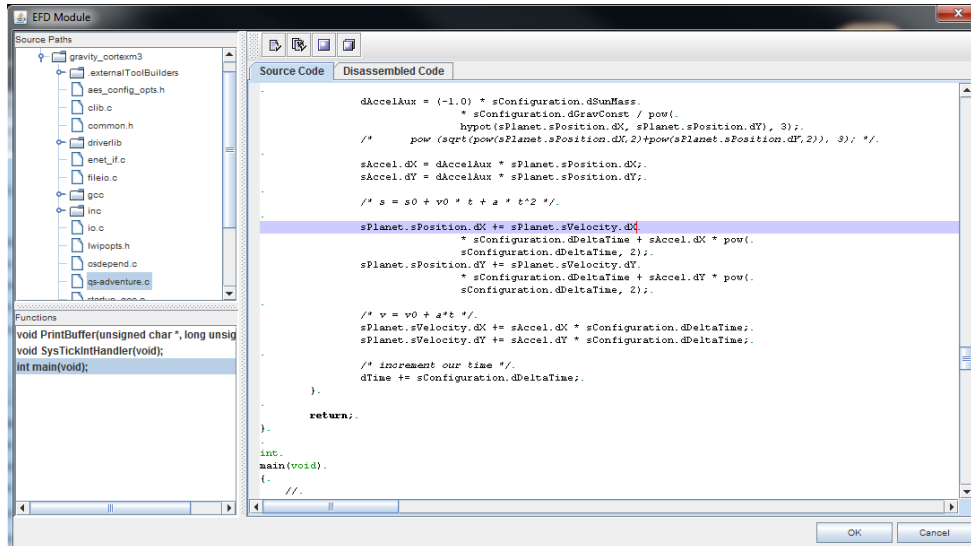 EFD Module
Source Paths
gravity_cortexm3
.externalToolBuilders
aes_config_opts.h
clib.c
common.h
driverlib
enet_if.c
fileio.c
gcc
inc
io.c
lwipopts.h
osdepend.c
qs-adventure.c
startup_gcc.c
Functions
void PrintBuffer(unsigned char *, long unsig
void SysTickIntHandler(void);
int main(void);
Source Code Disassembled Code
.
dAccelAux = (-1.0) * sConfiguration.dSunMass.
* sConfiguration.dGravConst / pow(.
hypot(sPlanet.sPosition.dX, sPlanet.sPosition.dY), 3);.
/* pow (sqrt(pow(sPlanet.sPosition.dX,2)+pow(sPlanet.sPosition.dY,2)), 3); */.
.
sAccel.dX = dAccelAux * sPlanet.sPosition.dX;.
sAccel.dY = dAccelAux * sPlanet.sPosition.dY;.
.
/* s = s0 + v0 * t + a * t^2 */.
.
sPlanet.sPosition.dX += sPlanet.sVelocity.dX.
* sConfiguration.dDeltaTime + sAccel.dX * pow(.
sConfiguration.dDeltaTime, 2);.
sPlanet.sPosition.dY += sPlanet.sVelocity.dY.
* sConfiguration.dDeltaTime + sAccel.dY * pow(.
sConfiguration.dDeltaTime, 2);.
.
/* v = v0 + a*t */.
sPlanet.sVelocity.dX += sAccel.dX * sConfiguration.dDeltaTime;.
sPlanet.sVelocity.dY += sAccel.dY * sConfiguration.dDeltaTime;.
.
/* increment our time */.
dTime += sConfiguration.dDeltaTime;.
}.
.
return;.
}.
.
int.
main(void).
{.
//.
OK Cancel